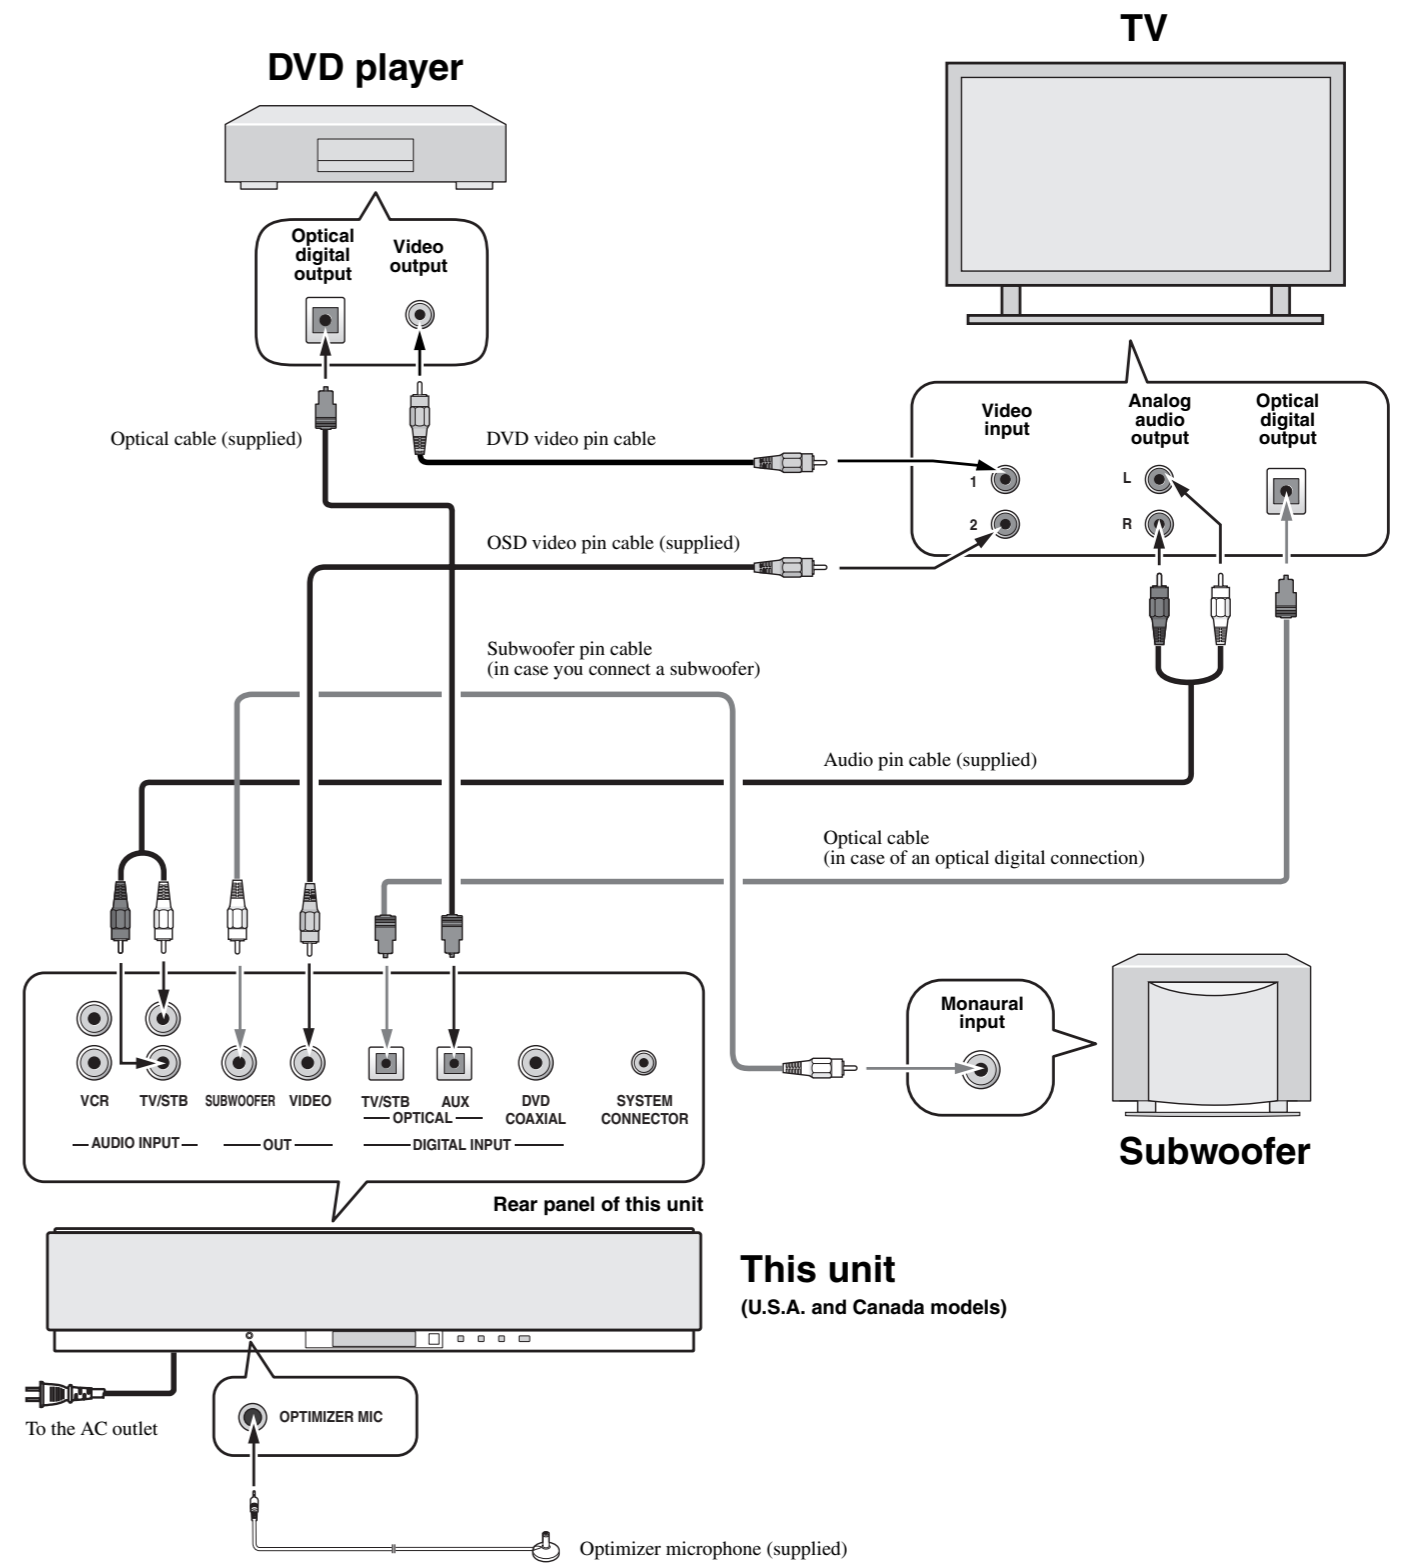 TV
DVD player
Optical
digital
output
Video
output
Video
input
Analog
audio
output
Optical
digital
output
1
2
L
R
Optical cable (supplied)
DVD video pin cable
OSD video pin cable (supplied)
Subwoofer pin cable
(in case you connect a subwoofer)
Audio pin cable (supplied)
Optical cable
(in case of an optical digital connection)
Monaural
input
Subwoofer
VCR
TV/STB
SUBWOOFER
VIDEO
TV/STB
AUX
OPTICAL
DVD
COAXIAL
SYSTEM
CONNECTOR
AUDIO INPUT
OUT
DIGITAL INPUT
Rear panel of this unit
This unit
(U.S.A. and Canada models)
To the AC outlet
OPTIMIZER MIC
Optimizer microphone (supplied)